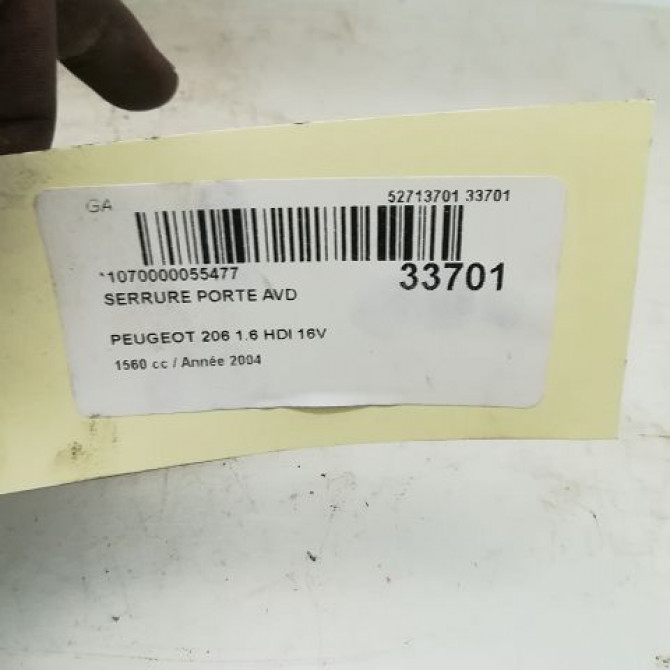 GA
52713701 33701
*1070000055477
33701
SERRURE PORTE AVD
PEUGEOT 206 1.6 HDI 16V
1560 cc / Année 2004